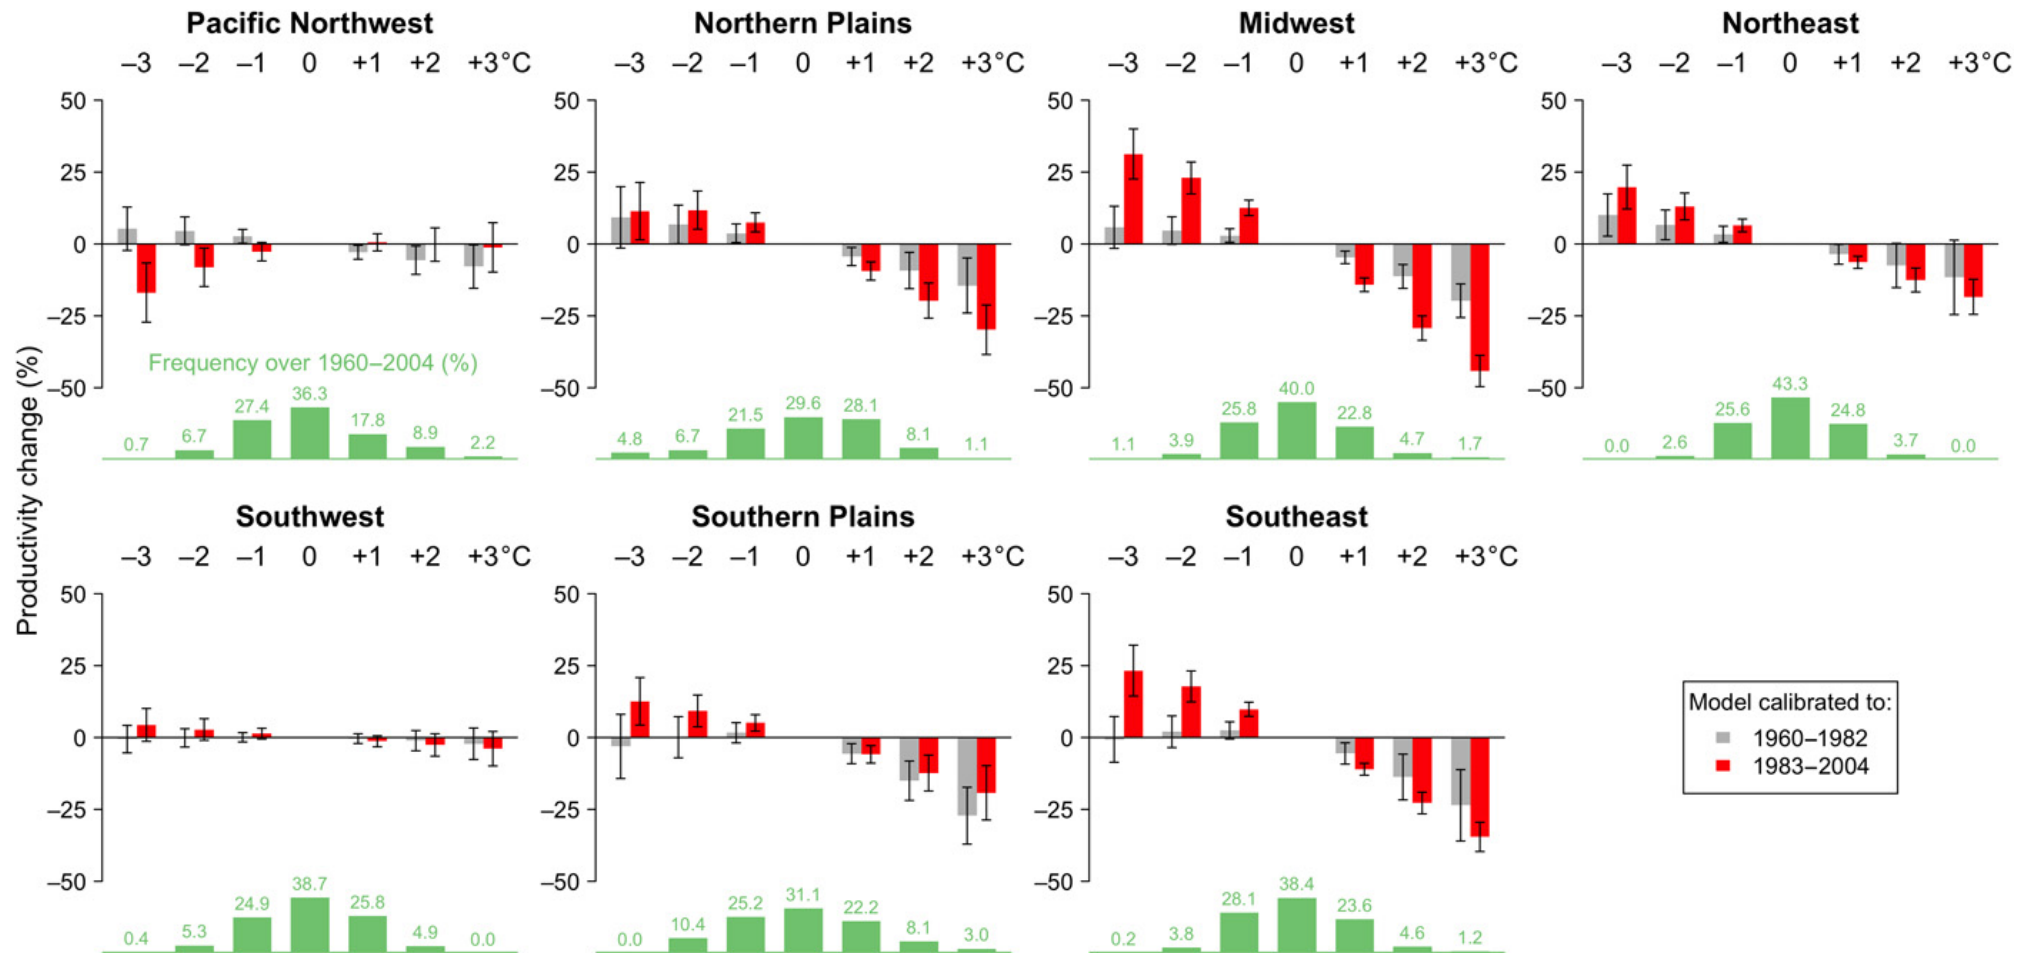 Pacific Northwest
–3 –2 –1 0 +1 +2 +3°C
50
25
0
–25
–50
Frequency over 1960–2004 (%)
0.7 6.7 27.4 36.3 17.8 8.9 2.2
Northern Plains
–3 –2 –1 0 +1 +2 +3°C
50
25
0
–25
–50
4.8 6.7 21.5 29.6 28.1 8.1 1.1
Midwest
–3 –2 –1 0 +1 +2 +3°C
50
25
0
–25
–50
1.1 3.9 25.8 40.0 22.8 4.7 1.7
Northeast
–3 –2 –1 0 +1 +2 +3°C
50
25
0
–25
–50
0.0 2.6 25.6 43.3 24.8 3.7 0.0
Productivity change (%)
Southwest
–3 –2 –1 0 +1 +2 +3°C
50
25
0
–25
–50
0.4 5.3 24.9 38.7 25.8 4.9 0.0
Southern Plains
–3 –2 –1 0 +1 +2 +3°C
50
25
0
–25
–50
0.0 10.4 25.2 31.1 22.2 8.1 3.0
Southeast
–3 –2 –1 0 +1 +2 +3°C
50
25
0
–25
–50
0.2 3.8 28.1 38.4 23.6 4.6 1.2
Model calibrated to:
1960–1982
1983–2004